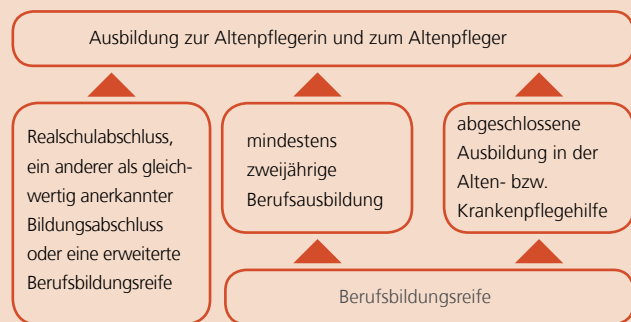 Ausbildung zur Altenpflegerin und zum Altenpfleger
Realschulabschluss,
ein anderer als gleich-
wertig anerkannter
Bildungsabschluss
oder eine erweiterte
Berufsbildungsreife
mindestens
zweijährige
Berufsausbildung
abgeschlossene
Ausbildung in der
Alten- bzw.
Krankenpflegehilfe
Berufsbildungsreife